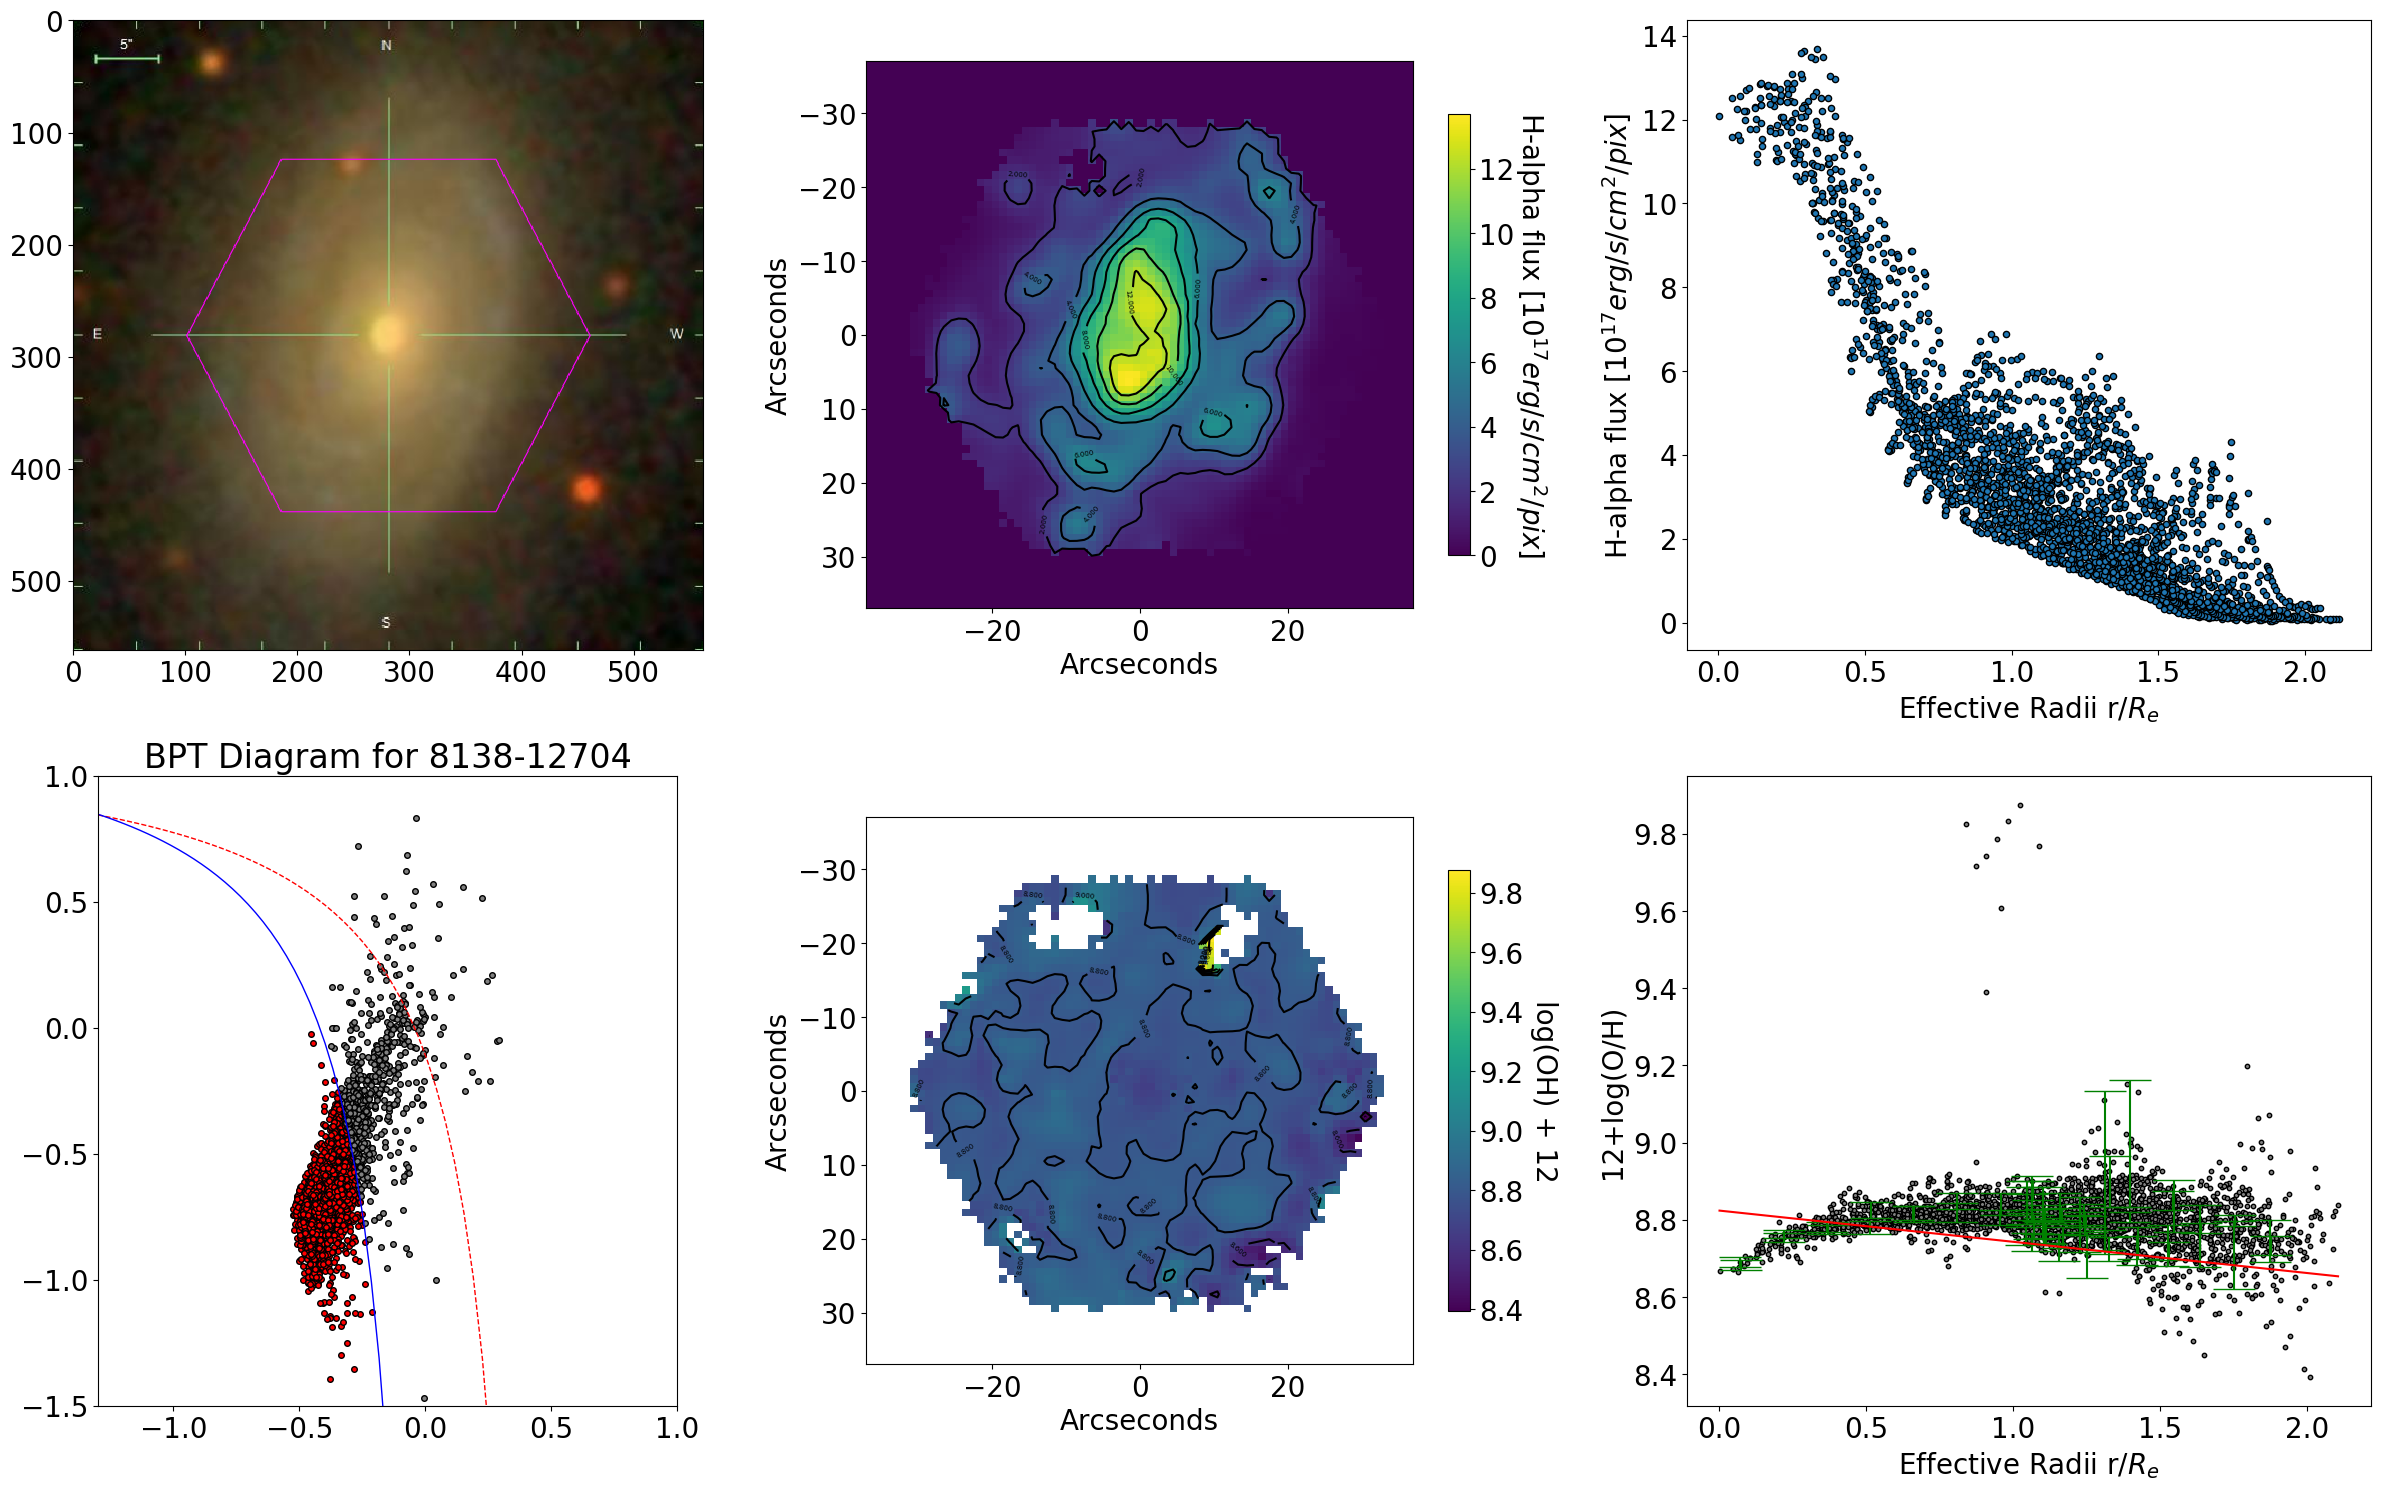 0
100
200
300
400
500
5"
N
E
W
S
0 100 200 300 400 500
Arcseconds
−30
−20
−10
0
10
20
30
−20 0 20
Arcseconds
12
10
8
6
4
2
0
H-alpha flux [10^17 erg/s/cm^2/pix]
H-alpha flux [10^17 erg/s/cm^2/pix]
14
12
10
8
6
4
2
0
0.0 0.5 1.0 1.5 2.0
Effective Radii r/R_e
BPT Diagram for 8138-12704
1.0
0.5
0.0
−0.5
−1.0
−1.5
−1.0 −0.5 0.0 0.5 1.0
Arcseconds
−30
−20
−10
0
10
20
30
−20 0 20
Arcseconds
9.8
9.6
9.4
9.2
9.0
8.8
8.6
8.4
log(OH) + 12
12+log(O/H)
9.8
9.6
9.4
9.2
9.0
8.8
8.6
8.4
0.0 0.5 1.0 1.5 2.0
Effective Radii r/R_e